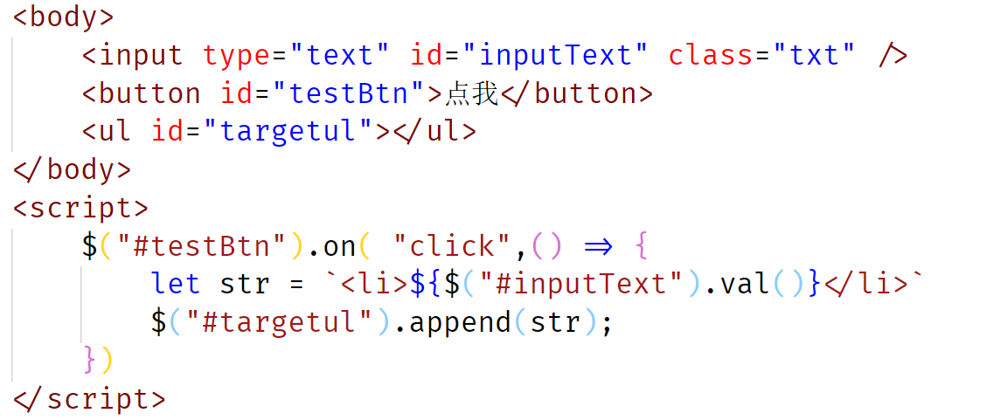 <body>
    <input type="text" id="inputText" class="txt" />
    <button id="testBtn">点我</button>
    <ul id="targetul"></ul>
</body>
<script>
    $("#testBtn").on( "click",() => {
        let str = `<li>${$("#inputText").val()}</li>`
        $("#targetul").append(str);
    })
</script>